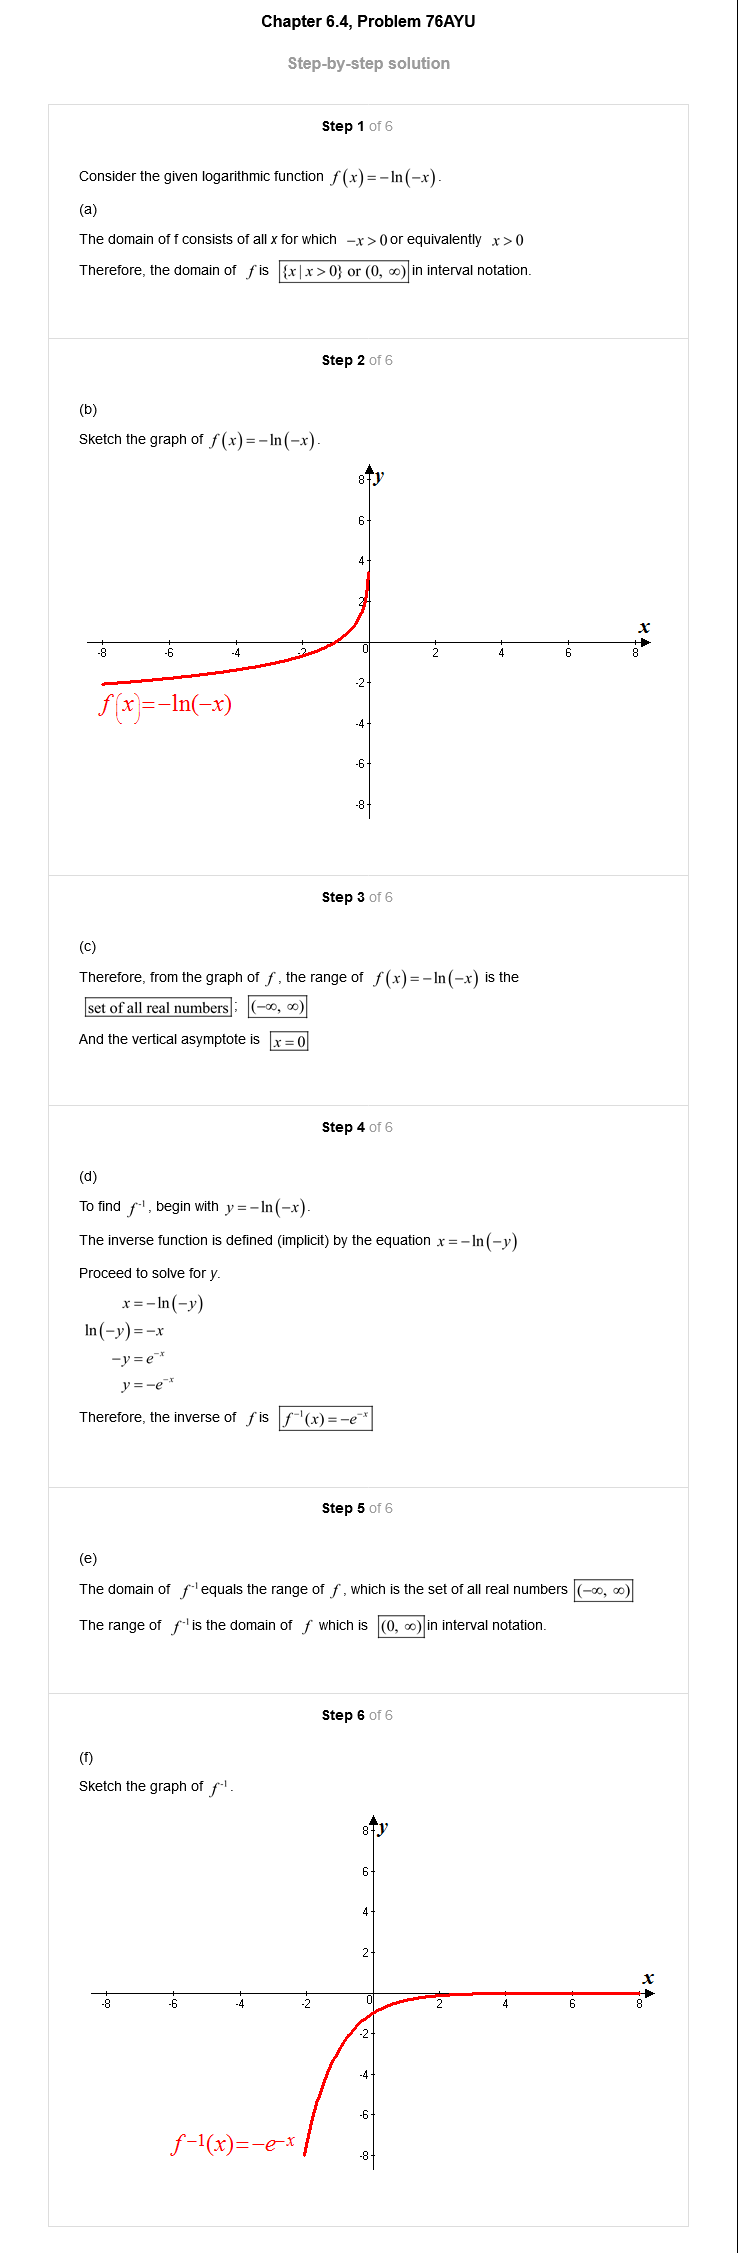 Chapter 6.4, Problem 76AYU
Step-by-step solution
Step 1 of 6
Consider the given logarithmic function f(x)=−ln(−x).
(a)
The domain of f consists of all x for which −x>0 or equivalently x>0
Therefore, the domain of f is {x|x>0} or (0, ∞) in interval notation.
Step 2 of 6
(b)
Sketch the graph of f(x)=−ln(−x).
8 y
6
4
2
x
-8 -6 -4 -2 0 2 4 6 8
-2
f(x)=−ln(−x)
-4
-6
-8
Step 3 of 6
(c)
Therefore, from the graph of f, the range of f(x)=−ln(−x) is the
set of all real numbers; (−∞, ∞)
And the vertical asymptote is x=0
Step 4 of 6
(d)
To find f⁻¹, begin with y=−ln(−x).
The inverse function is defined (implicit) by the equation x=−ln(−y)
Proceed to solve for y.
x=−ln(−y)
ln(−y)=−x
−y=e⁻ˣ
y=−e⁻ˣ
Therefore, the inverse of f is f⁻¹(x)=−e⁻ˣ
Step 5 of 6
(e)
The domain of f⁻¹ equals the range of f, which is the set of all real numbers (−∞, ∞)
The range of f⁻¹ is the domain of f which is (0, ∞) in interval notation.
Step 6 of 6
(f)
Sketch the graph of f⁻¹.
8 y
6
4
2
x
-8 -6 -4 -2 0 2 4 6 8
-2
-4
-6
f⁻¹(x)=−e⁻ˣ
-8